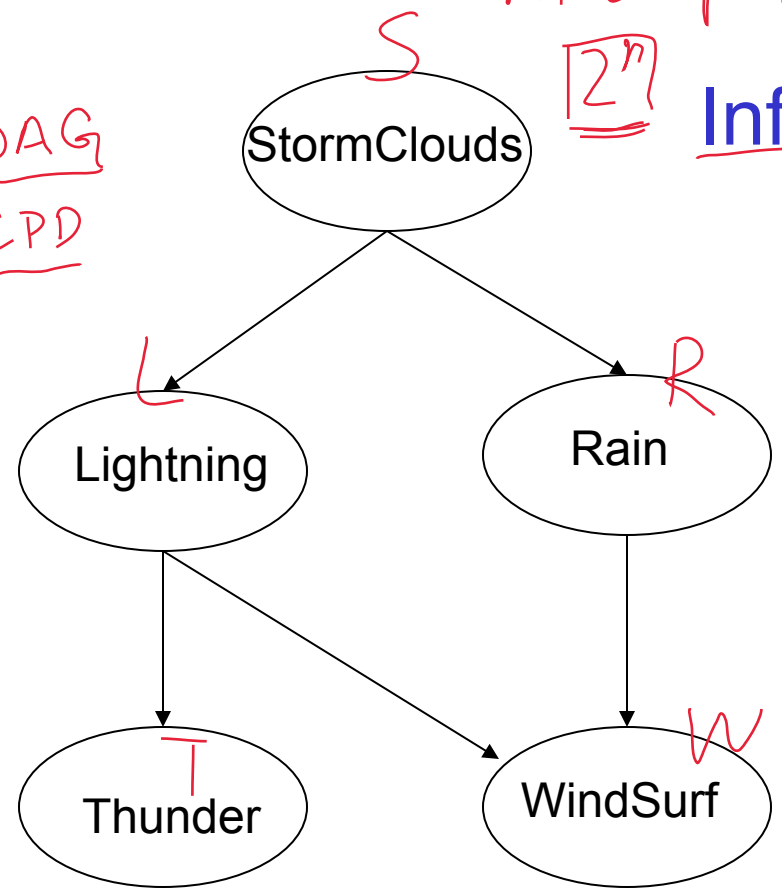 S
2ⁿ
Inf
DAG
CPD
StormClouds
L
R
Lightning
Rain
T
W
Thunder
WindSurf